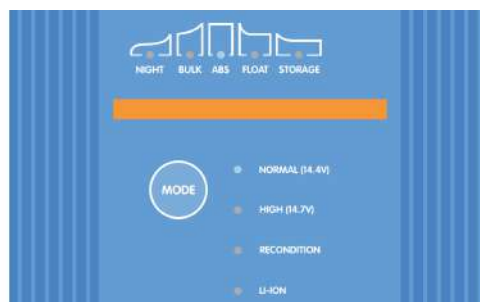 NIGHT BULK ABS FLOAT STORAGE
MODE
NORMAL (14.4V)
HIGH (14.7V)
RECONDITION
LI-ION